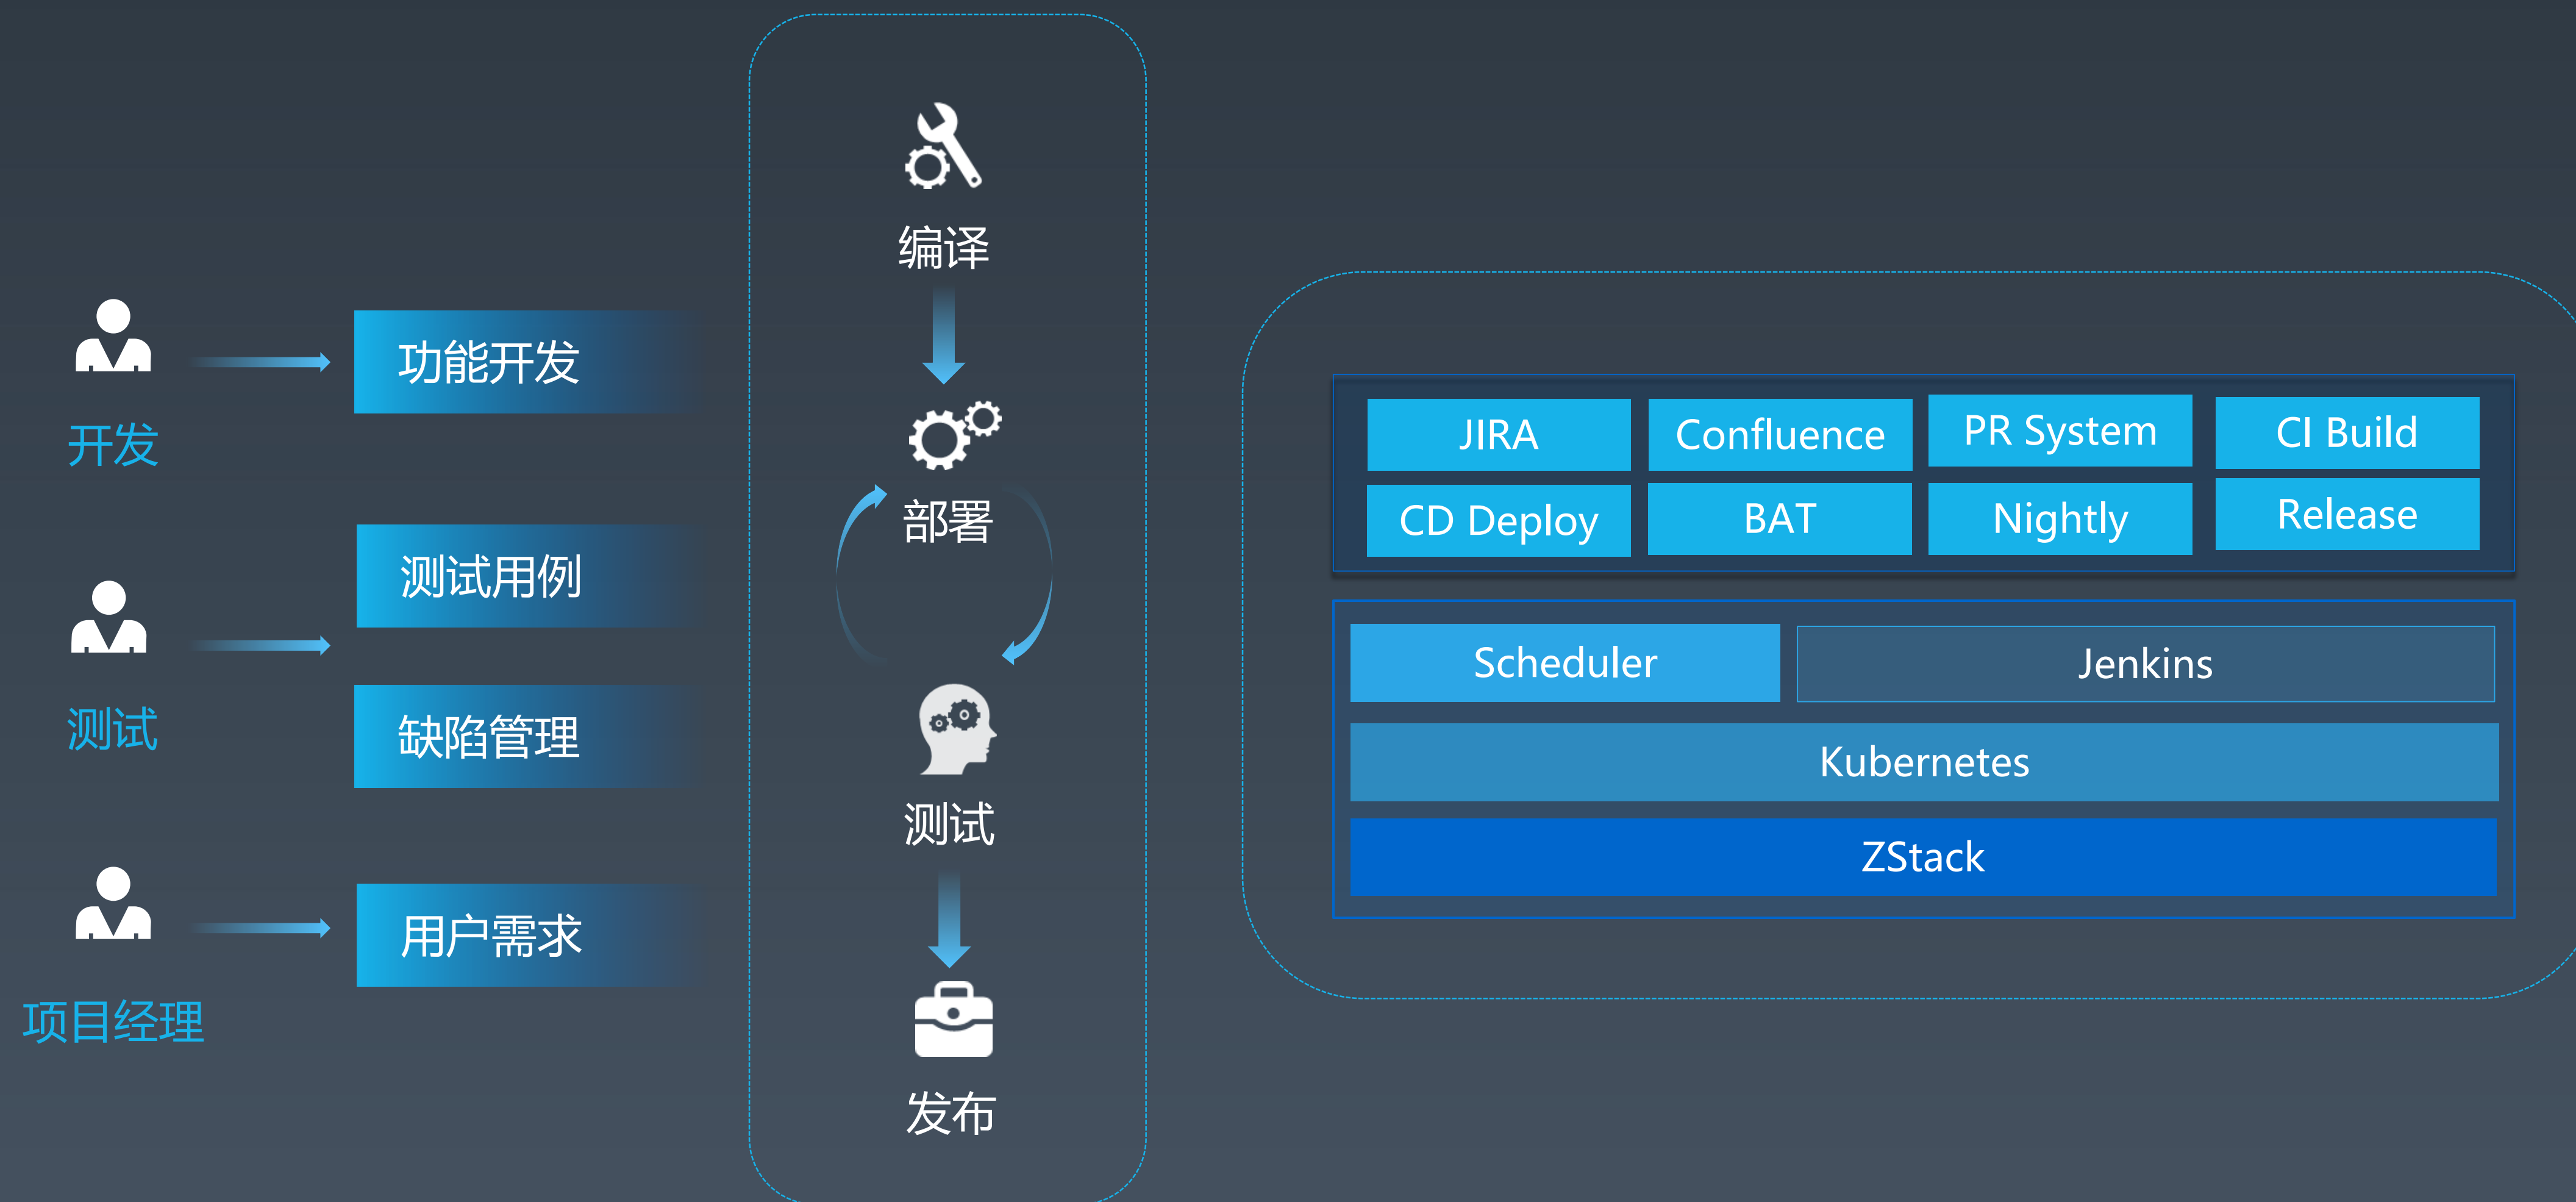 开发
功能开发
测试
测试用例
缺陷管理
项目经理
用户需求
编译
部署
测试
发布
JIRA
Confluence
PR System
CI Build
CD Deploy
BAT
Nightly
Release
Scheduler
Jenkins
Kubernetes
ZStack